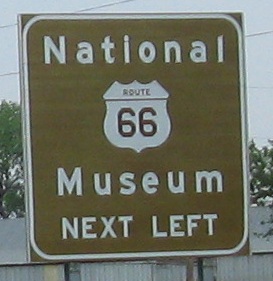 National
ROUTE
66
Museum
NEXT LEFT